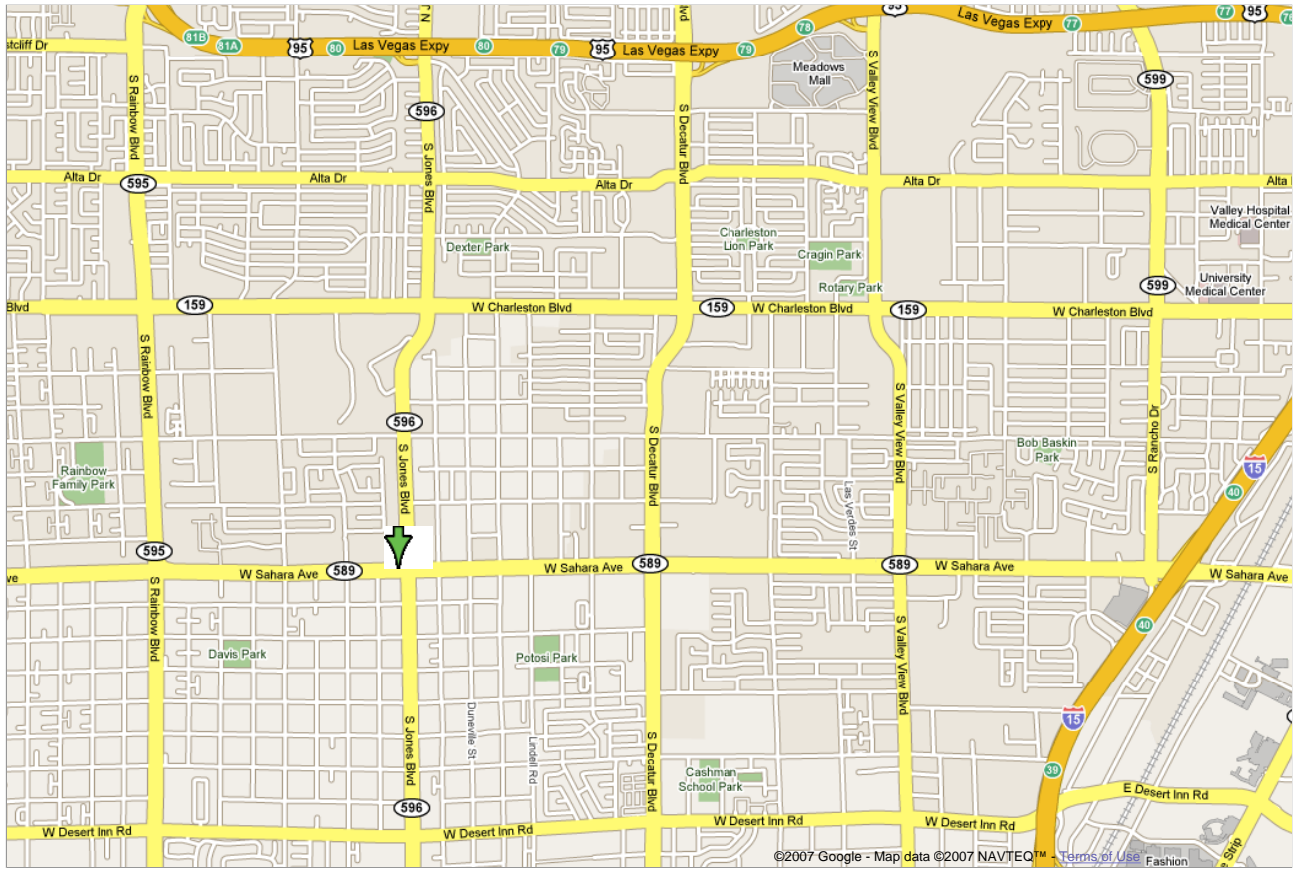 81B
81A
95
80
Las Vegas Expy
80
79
95
Las Vegas Expy
79
78
95
Las Vegas Expy
77
77
95
stcliff Dr
J N
lvd
Meadows
Mall
S Rainbow Blvd
596
S Decatur Blvd
S Valley View Blvd
599
S Jones Blvd
Alta Dr
595
Alta Dr
Alta Dr
Alta Dr
Alta
Valley Hospital
Medical Center
Dexter Park
Charleston
Lion Park
Cragin Park
Rotary Park
University
Medical Center
599
Blvd
159
W Charleston Blvd
159
W Charleston Blvd
159
W Charleston Blvd
S Rainbow Blvd
S Valley View Blvd
S Rancho Dr
596
S Jones Blvd
S Decatur Blvd
Bob Baskin
Park
15
40
Rainbow
Family Park
Las Verdes St
595
ve
W Sahara Ave
589
W Sahara Ave
589
589
W Sahara Ave
W Sahara Ave
S Rainbow Blvd
S Valley View Blvd
40
Davis Park
Potosi Park
Duneville St
S Jones Blvd
Lindell Rd
S Decatur Blvd
15
39
Cashman
School Park
E Desert Inn Rd
596
W Desert Inn Rd
W Desert Inn Rd
W Desert Inn Rd
W Desert Inn Rd
e Strip
©2007 Google - Map data ©2007 NAVTEQ™ - Terms of Use
Fashion